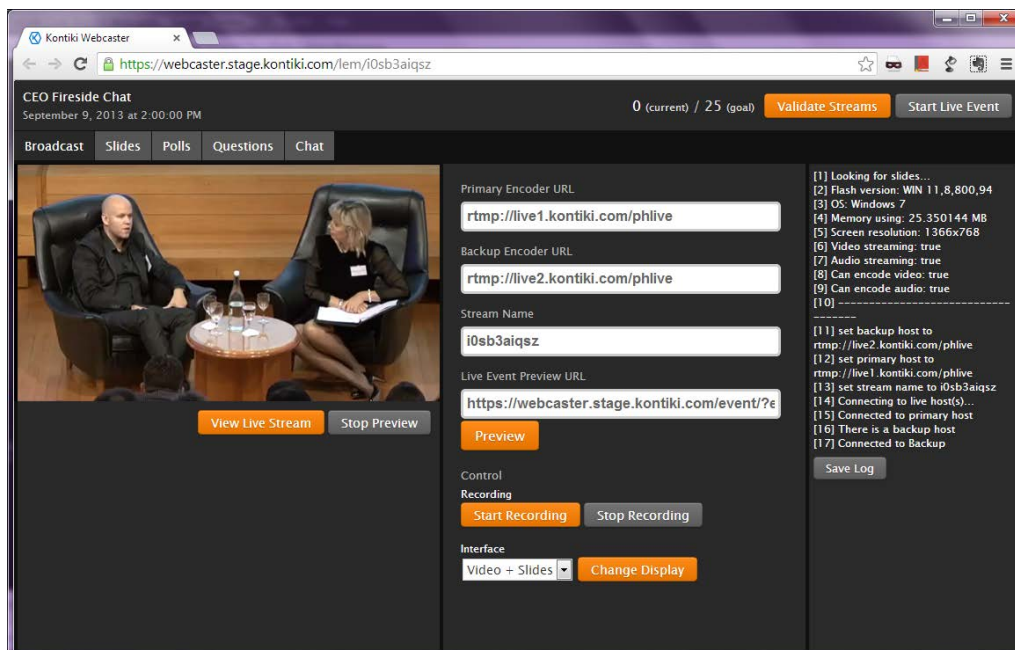 Kontiki Webcaster
https://webcaster.stage.kontiki.com/lem/i0sb3aiqsz
CEO Fireside Chat
September 9, 2013 at 2:00:00 PM
0 (current) / 25 (goal)
Validate Streams
Start Live Event
Broadcast
Slides
Polls
Questions
Chat
View Live Stream
Stop Preview
Primary Encoder URL
rtmp://live1.kontiki.com/phlive
Backup Encoder URL
rtmp://live2.kontiki.com/phlive
Stream Name
i0sb3aiqsz
Live Event Preview URL
https://webcaster.stage.kontiki.com/event/?e
Preview
Control
Recording
Start Recording
Stop Recording
Interface
Video + Slides
Change Display
[1] Looking for slides...
[2] Flash version: WIN 11,8,800,94
[3] OS: Windows 7
[4] Memory using: 25.350144 MB
[5] Screen resolution: 1366x768
[6] Video streaming: true
[7] Audio streaming: true
[8] Can encode video: true
[9] Can encode audio: true
[10] ----------------------------
-------
[11] set backup host to
rtmp://live2.kontiki.com/phlive
[12] set primary host to
rtmp://live1.kontiki.com/phlive
[13] set stream name to i0sb3aiqsz
[14] Connecting to live host(s)...
[15] Connected to primary host
[16] There is a backup host
[17] Connected to Backup
Save Log